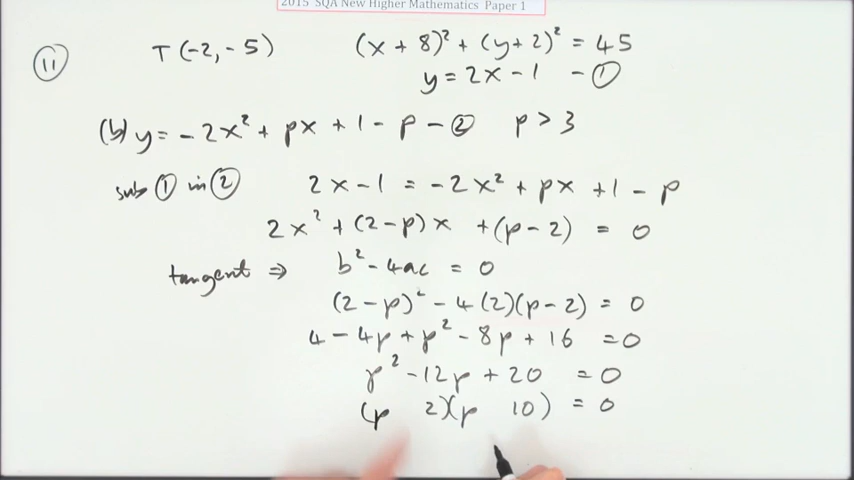 2015 SQA New Higher Mathematics Paper 1
(11) T(-2,-5) (x + 8)² + (y+2)² = 45
y = 2x - 1 - ①
(b) y = - 2x² + px + 1 - p - ② p > 3
sub ① in ② 2x - 1 = -2x² + px + 1 - p
2x² + (2-p)x + (p-2) = 0
tangent ⇒ b² - 4ac = 0
(2-p)² - 4(2)(p-2) = 0
4 - 4p + p² - 8p + 16 = 0
p² - 12p + 20 = 0
(p 2)(p 10) = 0